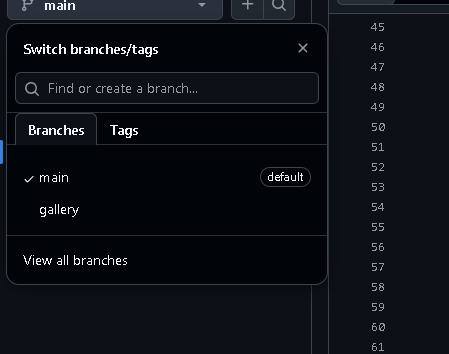 main
Switch branches/tags
Find or create a branch...
Branches
Tags
main
default
gallery
View all branches
45
46
47
48
49
50
51
52
53
54
55
56
57
58
59
60
61